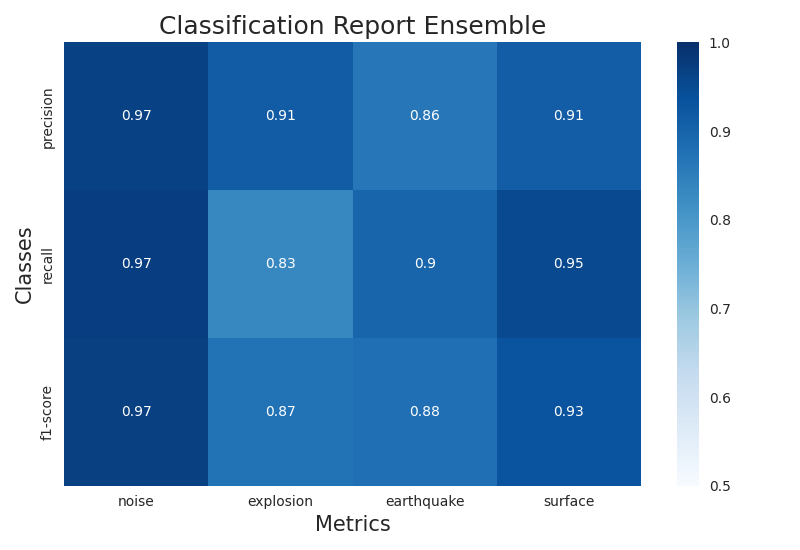 Classification Report Ensemble
precision
0.97 0.91 0.86 0.91
Classes
recall
0.97 0.83 0.9 0.95
f1-score
0.97 0.87 0.88 0.93
noise explosion earthquake surface
Metrics
1.0
0.9
0.8
0.7
0.6
0.5